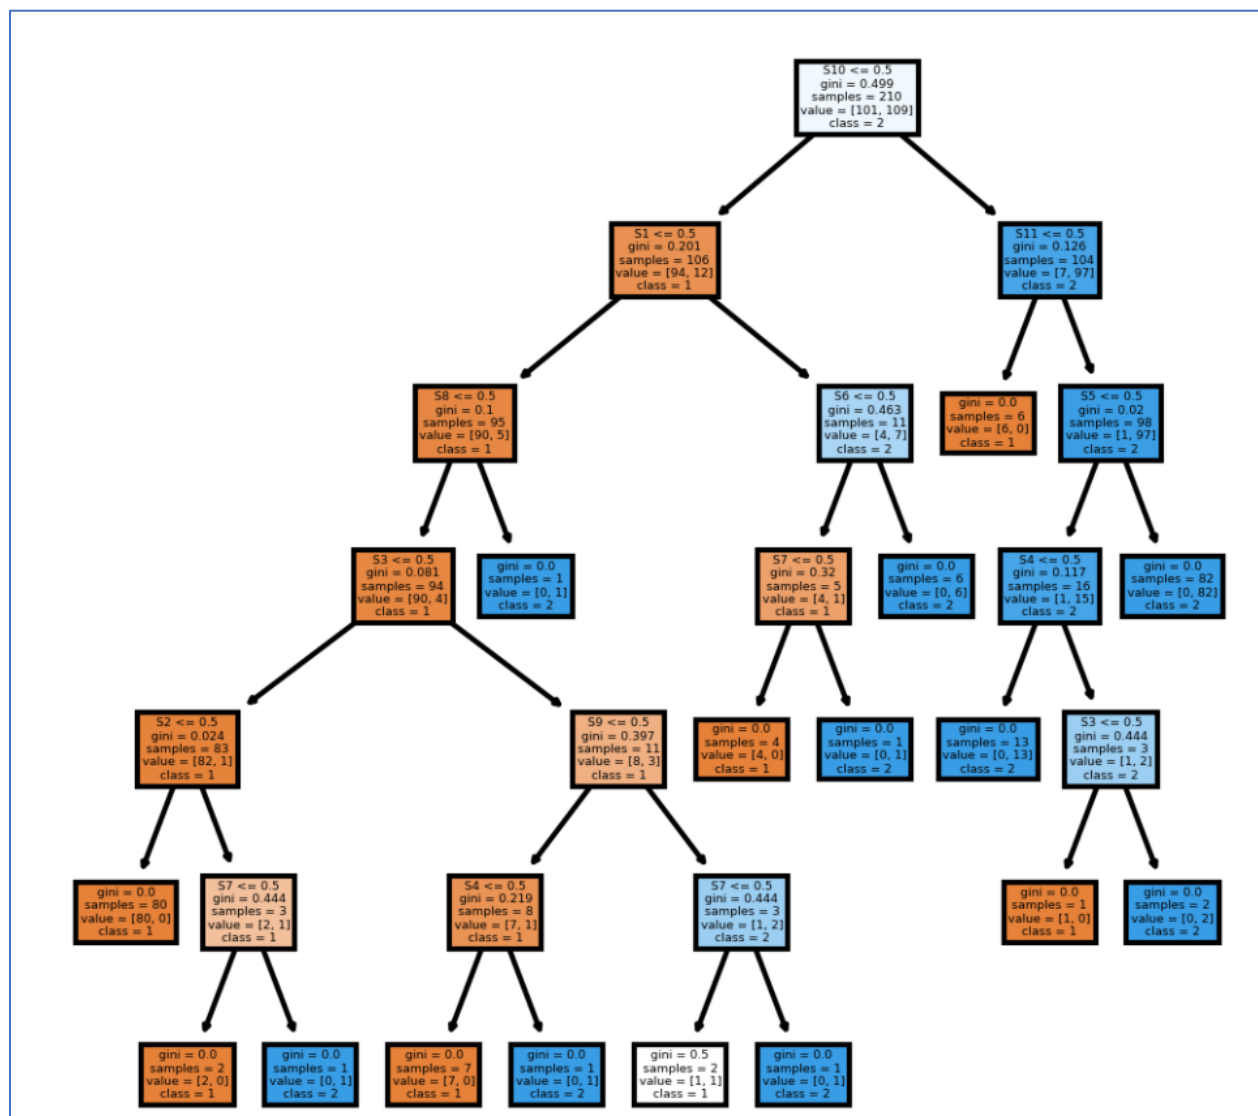 S10 <= 0.5
gini = 0.499
samples = 210
value = [101, 109]
class = 2
S1 <= 0.5
gini = 0.201
samples = 106
value = [94, 12]
class = 1
S11 <= 0.5
gini = 0.126
samples = 104
value = [7, 97]
class = 2
S8 <= 0.5
gini = 0.1
samples = 95
value = [90, 5]
class = 1
S6 <= 0.5
gini = 0.463
samples = 11
value = [4, 7]
class = 2
gini = 0.0
samples = 6
value = [6, 0]
class = 1
S5 <= 0.5
gini = 0.02
samples = 98
value = [1, 97]
class = 2
S3 <= 0.5
gini = 0.081
samples = 94
value = [90, 4]
class = 1
gini = 0.0
samples = 1
value = [0, 1]
class = 2
S7 <= 0.5
gini = 0.32
samples = 5
value = [4, 1]
class = 1
gini = 0.0
samples = 6
value = [0, 6]
class = 2
S4 <= 0.5
gini = 0.117
samples = 16
value = [1, 15]
class = 2
gini = 0.0
samples = 82
value = [0, 82]
class = 2
S2 <= 0.5
gini = 0.024
samples = 83
value = [82, 1]
class = 1
S9 <= 0.5
gini = 0.397
samples = 11
value = [8, 3]
class = 1
gini = 0.0
samples = 4
value = [4, 0]
class = 1
gini = 0.0
samples = 1
value = [0, 1]
class = 2
gini = 0.0
samples = 13
value = [0, 13]
class = 2
S3 <= 0.5
gini = 0.444
samples = 3
value = [1, 2]
class = 2
gini = 0.0
samples = 80
value = [80, 0]
class = 1
S7 <= 0.5
gini = 0.444
samples = 3
value = [2, 1]
class = 1
S4 <= 0.5
gini = 0.219
samples = 8
value = [7, 1]
class = 1
S7 <= 0.5
gini = 0.444
samples = 3
value = [1, 2]
class = 2
gini = 0.0
samples = 1
value = [1, 0]
class = 1
gini = 0.0
samples = 2
value = [0, 2]
class = 2
gini = 0.0
samples = 2
value = [2, 0]
class = 1
gini = 0.0
samples = 1
value = [0, 1]
class = 2
gini = 0.0
samples = 7
value = [7, 0]
class = 1
gini = 0.0
samples = 1
value = [0, 1]
class = 2
gini = 0.5
samples = 2
value = [1, 1]
class = 1
gini = 0.0
samples = 1
value = [0, 1]
class = 2